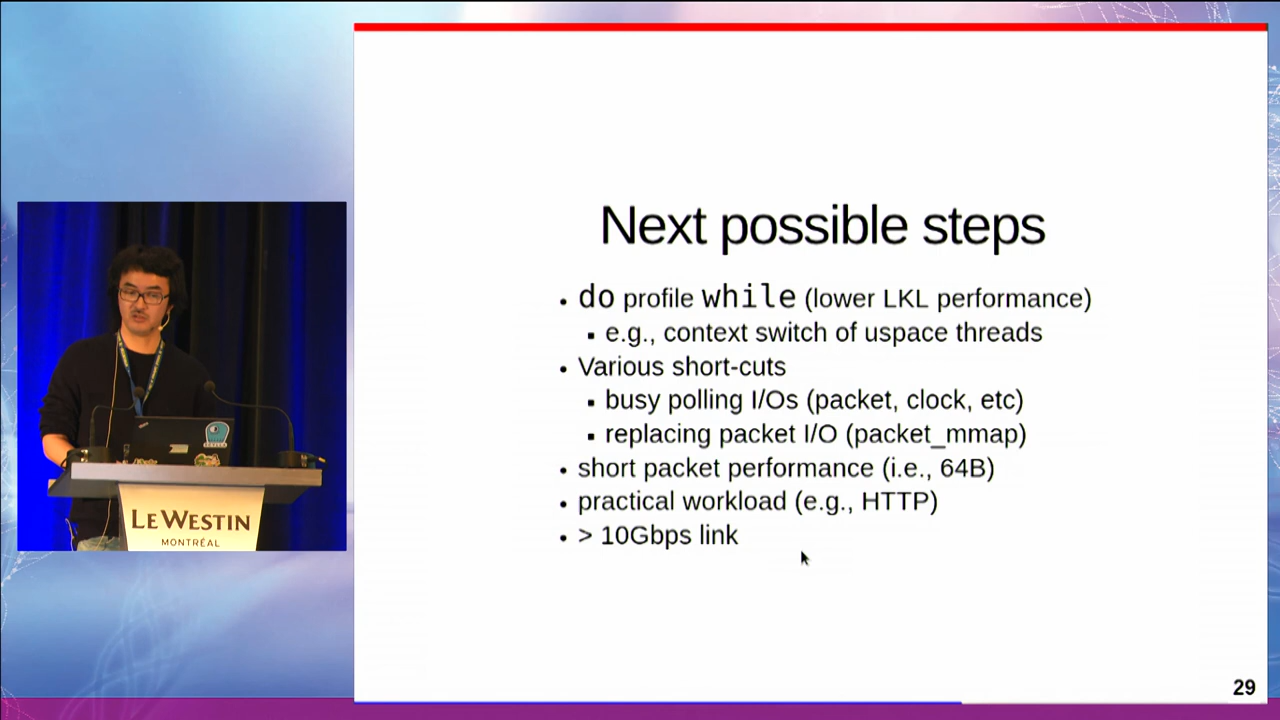 Next possible steps
• do profile while (lower LKL performance)
▪ e.g., context switch of uspace threads
• Various short-cuts
▪ busy polling I/Os (packet, clock, etc)
▪ replacing packet I/O (packet_mmap)
• short packet performance (i.e., 64B)
• practical workload (e.g., HTTP)
• > 10Gbps link
29
LE WESTIN
MONTRÉAL